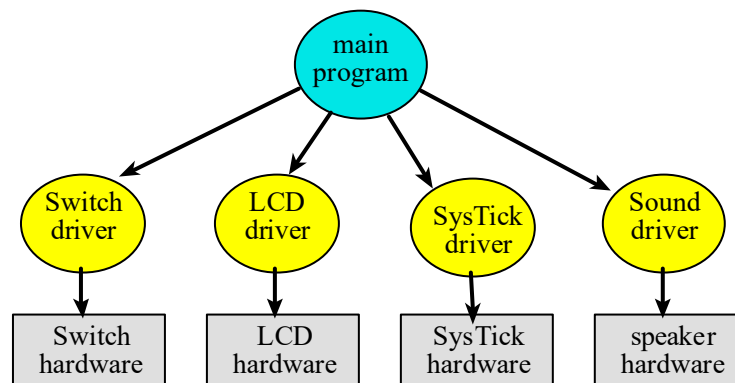 main
program
Switch
driver
LCD
driver
SysTick
driver
Sound
driver
Switch
hardware
LCD
hardware
SysTick
hardware
speaker
hardware